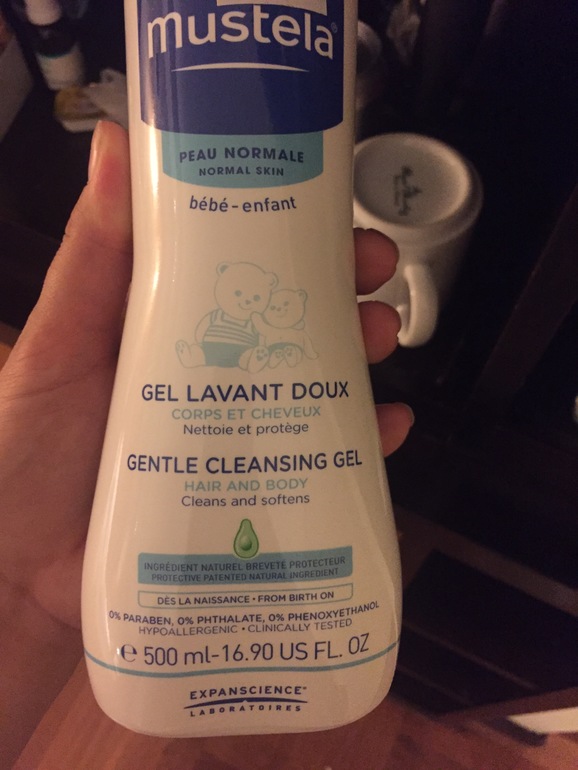 mustela®
PEAU NORMALE
NORMAL SKIN
bébé-enfant
GEL LAVANT DOUX
CORPS ET CHEVEUX
Nettoie et protège
GENTLE CLEANSING GEL
HAIR AND BODY
Cleans and softens
INGRÉDIENT NATUREL BREVETÉ PROTECTEUR
PROTECTIVE PATENTED NATURAL INGREDIENT
DÈS LA NAISSANCE • FROM BIRTH ON
0% PARABEN, 0% PHTHALATE, 0% PHENOXYETHANOL
HYPOALLERGENIC • CLINICALLY TESTED
℮ 500 ml-16.90 US FL. OZ
EXPANSCIENCE®
LABORATOIRES